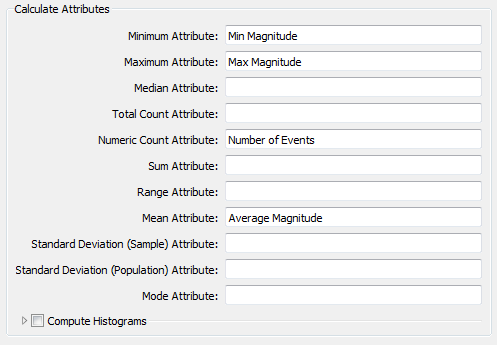 Calculate Attributes
Minimum Attribute: Min Magnitude
Maximum Attribute: Max Magnitude
Median Attribute:
Total Count Attribute:
Numeric Count Attribute: Number of Events
Sum Attribute:
Range Attribute:
Mean Attribute: Average Magnitude
Standard Deviation (Sample) Attribute:
Standard Deviation (Population) Attribute:
Mode Attribute:
Compute Histograms